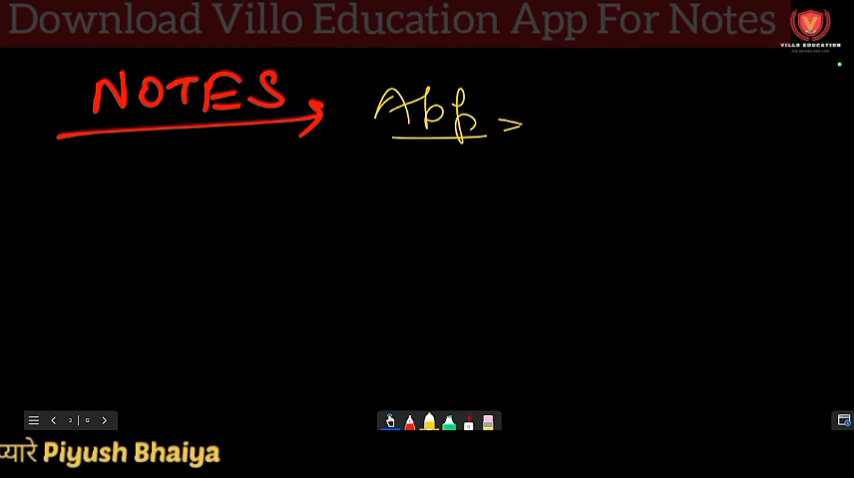 Download Villo Education App For Notes
VILLO EDUCATION
NOTES App
प्यारे Piyush Bhaiya